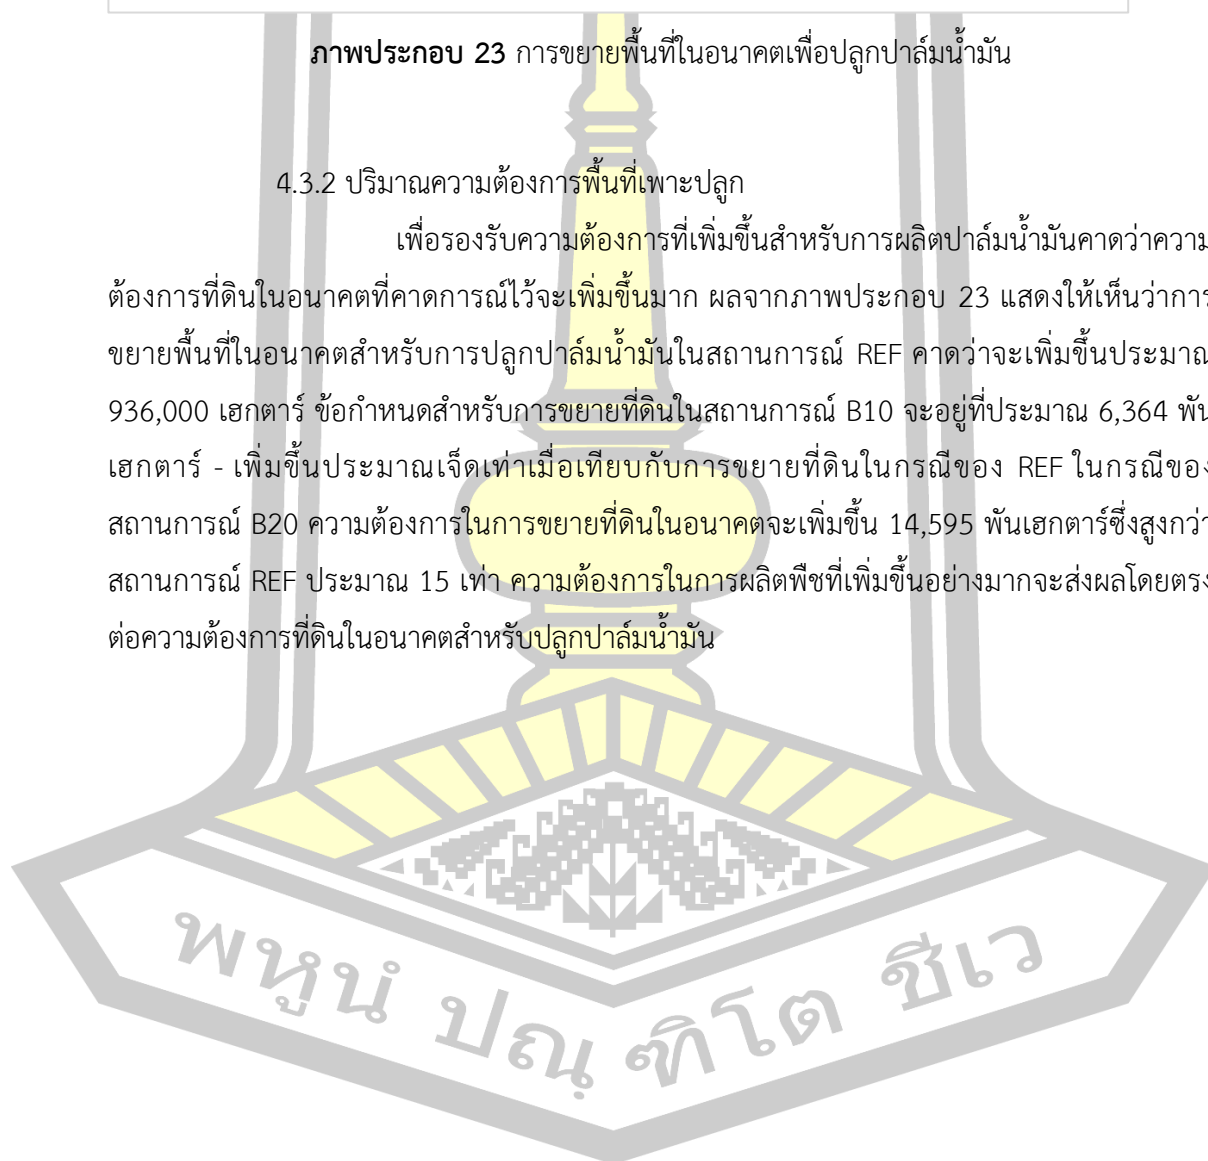 ภาพประกอบ 23 การขยายพื้นที่ในอนาคตเพื่อปลูกปาล์มน้ำมัน
4.3.2 ปริมาณความต้องการพื้นที่เพาะปลูก
เพื่อรองรับความต้องการที่เพิ่มขึ้นสำหรับการผลิตปาล์มน้ำมันคาดว่าความ
ต้องการที่ดินในอนาคตที่คาดการณ์ไว้จะเพิ่มขึ้นมาก ผลจากภาพประกอบ 23 แสดงให้เห็นว่าการ
ขยายพื้นที่ในอนาคตสำหรับการปลูกปาล์มน้ำมันในสถานการณ์ REF คาดว่าจะเพิ่มขึ้นประมาณ
936,000 เฮกตาร์ ข้อกำหนดสำหรับการขยายที่ดินในสถานการณ์ B10 จะอยู่ที่ประมาณ 6,364 พัน
เฮกตาร์ - เพิ่มขึ้นประมาณเจ็ดเท่าเมื่อเทียบกับการขยายที่ดินในกรณีของ REF ในกรณีของ
สถานการณ์ B20 ความต้องการในการขยายที่ดินในอนาคตจะเพิ่มขึ้น 14,595 พันเฮกตาร์ซึ่งสูงกว่า
สถานการณ์ REF ประมาณ 15 เท่า ความต้องการในการผลิตพืชที่เพิ่มขึ้นอย่างมากจะส่งผลโดยตรง
ต่อความต้องการที่ดินในอนาคตสำหรับปลูกปาล์มน้ำมัน
พหูนํ ปณฺ ฑิโต ชีเว